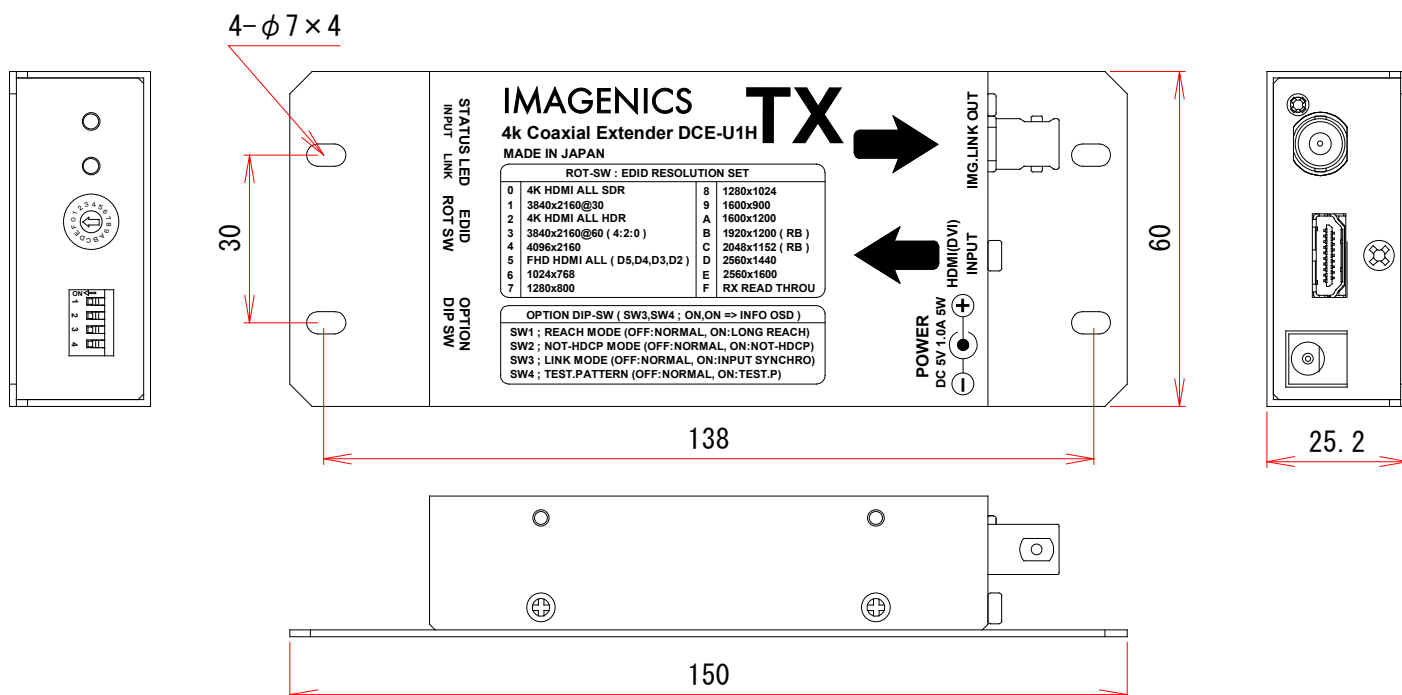 4-φ7×4
STATUS LED
INPUT LINK
EDID
ROT SW
OPTION
DIP SW
IMAGENICS
TX
4k Coaxial Extender DCE-U1H
MADE IN JAPAN
ROT-SW : EDID RESOLUTION SET
0 4K HDMI ALL SDR 8 1280x1024
1 3840x2160@30 9 1600x900
2 4K HDMI ALL HDR A 1600x1200
3 3840x2160@60 ( 4:2:0 ) B 1920x1200 ( RB )
4 4096x2160 C 2048x1152 ( RB )
5 FHD HDMI ALL ( D5,D4,D3,D2 ) D 2560x1440
6 1024x768 E 2560x1600
7 1280x800 F RX READ THROU
OPTION DIP-SW ( SW3,SW4 ; ON,ON => INFO OSD )
SW1 ; REACH MODE (OFF:NORMAL, ON:LONG REACH)
SW2 ; NOT-HDCP MODE (OFF:NORMAL, ON:NOT-HDCP)
SW3 ; LINK MODE (OFF:NORMAL, ON:INPUT SYNCHRO)
SW4 ; TEST.PATTERN (OFF:NORMAL, ON:TEST.P)
IMG.LINK OUT
HDMI(DVI)
INPUT
POWER
DC 5V 1.0A 5W
0123456789ABCDEF
ON
1
2
3
4
30
60
138
25.2
150